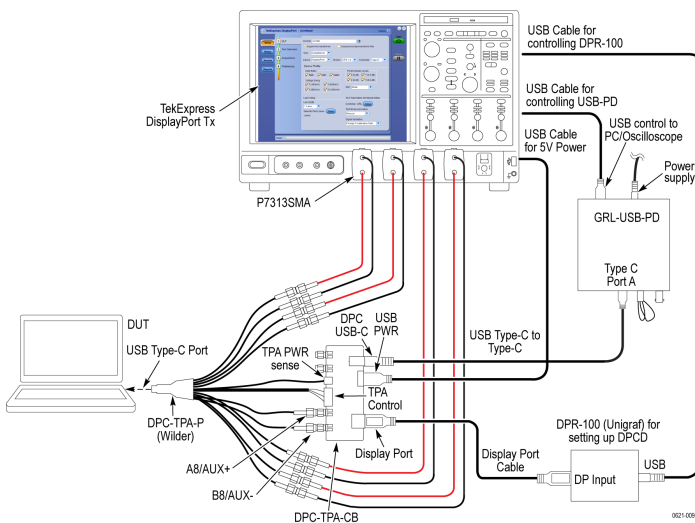 USB Cable for
controlling DPR-100
TekExpress
DisplayPort Tx
USB Cable for
controlling USB-PD
USB control to
PC/Oscilloscope
USB Cable
for 5V Power
Power
supply
P7313SMA
GRL-USB-PD
Type C
Port A
DUT
USB Type-C Port
DPC
USB-C
USB
PWR
USB Type-C to
Type-C
TPA PWR
sense
TPA
Control
DPC-TPA-P
(Wilder)
Display Port
A8/AUX+
B8/AUX-
DPC-TPA-CB
Display Port
Cable
DPR-100 (Unigraf) for
setting up DPCD
DP Input
USB
0621-009